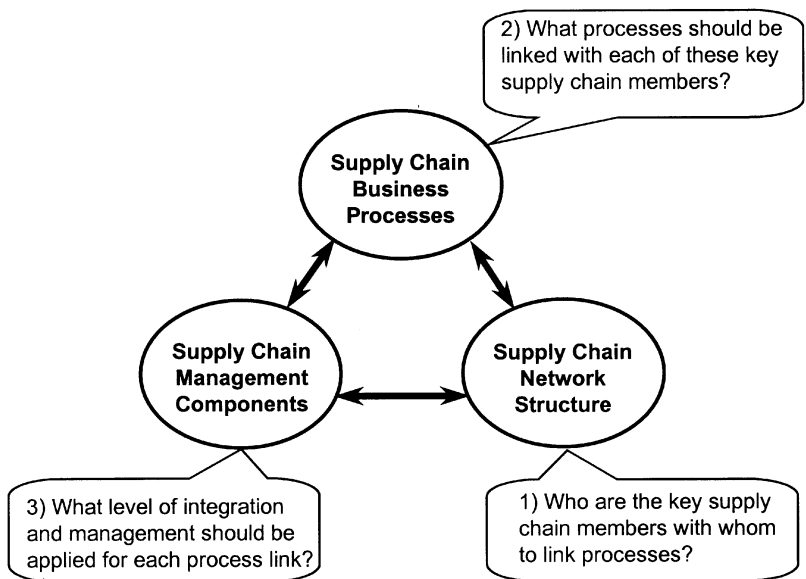 2) What processes should be
linked with each of these key
supply chain members?
Supply Chain
Business
Processes
Supply Chain
Management
Components
Supply Chain
Network
Structure
3) What level of integration
and management should be
applied for each process link?
1) Who are the key supply
chain members with whom
to link processes?